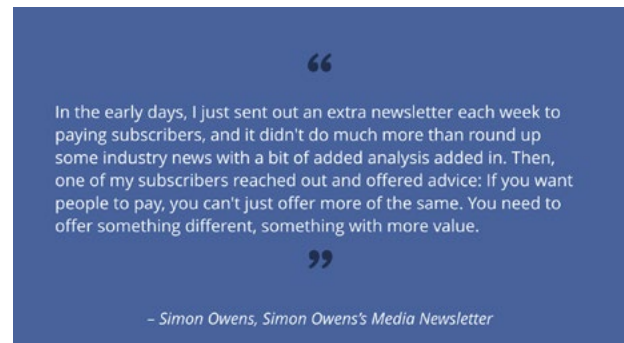 “
In the early days, I just sent out an extra newsletter each week to
paying subscribers, and it didn't do much more than round up
some industry news with a bit of added analysis added in. Then,
one of my subscribers reached out and offered advice: If you want
people to pay, you can't just offer more of the same. You need to
offer something different, something with more value.
”
– Simon Owens, Simon Owens's Media Newsletter